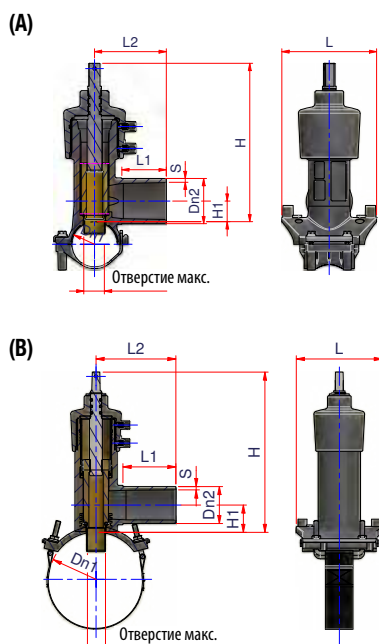 (A)
L2
L
H
L1
S
Dn2
H1
Отверстие макс.
(B)
L2
L
H
L1
S
Dn2
H1
Dn1
Отверстие макс.